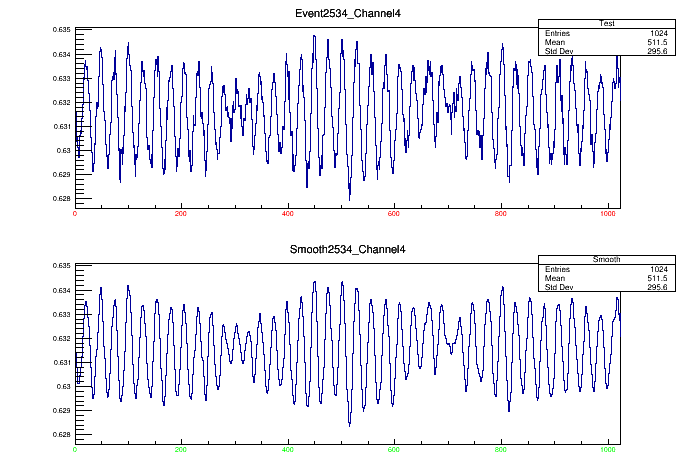 Event2534_Channel4
Test
Entries 1024
Mean 511.5
Std Dev 295.6
0.635
0.634
0.633
0.632
0.631
0.63
0.629
0.628
0 200 400 600 800 1000
Smooth2534_Channel4
Smooth
Entries 1024
Mean 511.5
Std Dev 295.6
0.635
0.634
0.633
0.632
0.631
0.63
0.629
0.628
0 200 400 600 800 1000